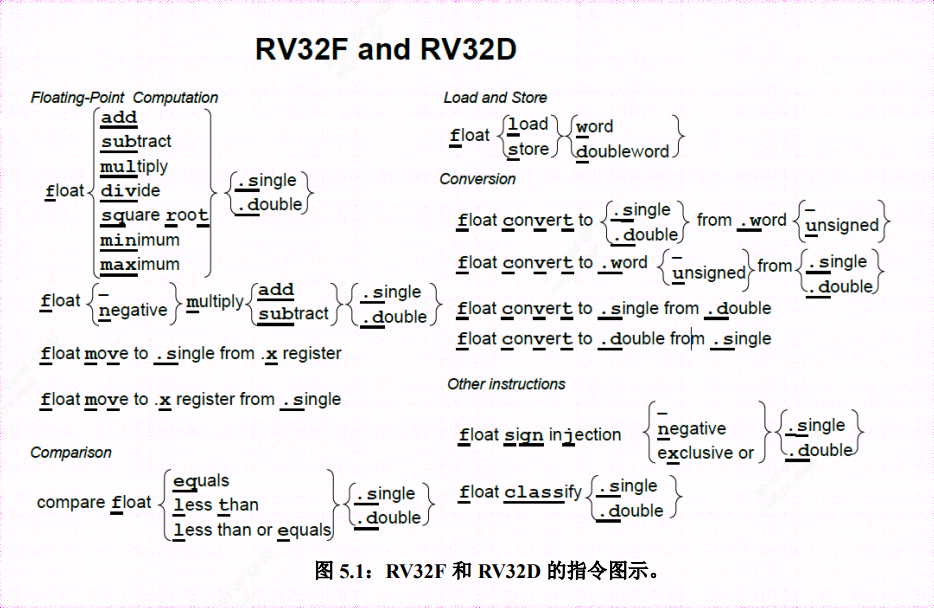 RV32F and RV32D
Floating-Point Computation
float
add
subtract
multiply
divide
square root
minimum
maximum
.single
.double
float
–
negative
multiply
add
subtract
.single
.double
float move to .single from .x register
float move to .x register from .single
Comparison
compare float
equals
less than
less than or equals
.single
.double
Load and Store
float
load
store
word
doubleword
Conversion
float convert to .single
.double
from .word
–
unsigned
float convert to .word
–
unsigned
from
.single
.double
float convert to .single from .double
float convert to .double from .single
Other instructions
float sign injection
–
negative
exclusive or
.single
.double
float classify
.single
.double
图 5.1：RV32F 和 RV32D 的指令图示。